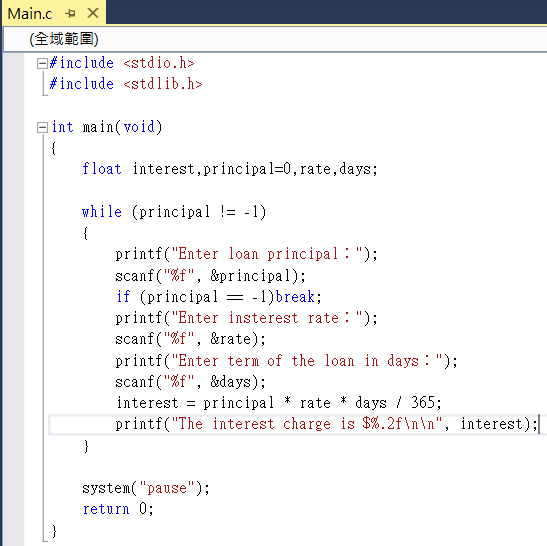 Main.c
(全域範圍)
#include <stdio.h>
#include <stdlib.h>
int main(void)
{
float interest,principal=0,rate,days;
while (principal != -1)
{
printf("Enter loan principal：");
scanf("%f", &principal);
if (principal == -1)break;
printf("Enter insterest rate：");
scanf("%f", &rate);
printf("Enter term of the loan in days：");
scanf("%f", &days);
interest = principal * rate * days / 365;
printf("The interest charge is $%.2f\n\n", interest);
}
system("pause");
return 0;
}